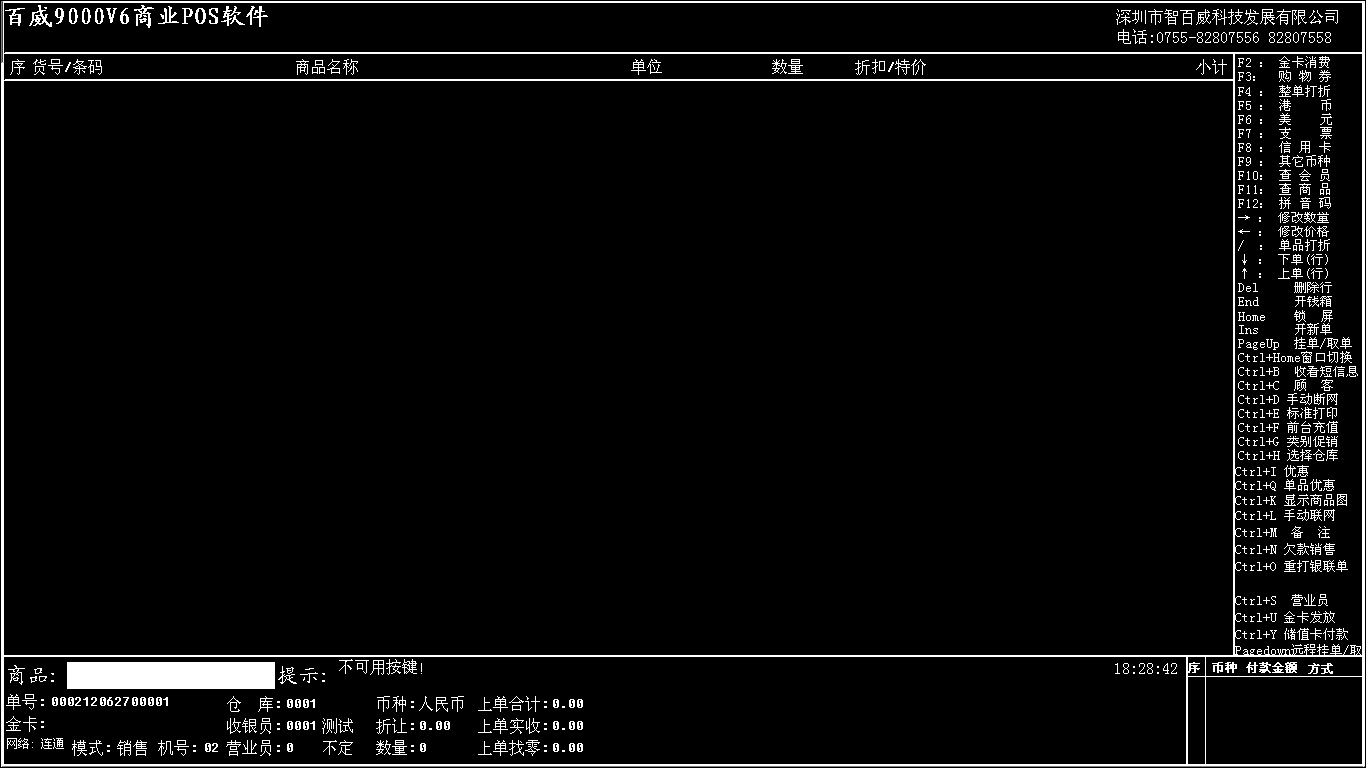 百威9000V6商业POS软件
深圳市智百威科技发展有限公司
电话:0755-82807556 82807558
序 货号/条码 商品名称 单位 数量 折扣/特价 小计
F2 : 金卡消费
F3: 购 物 券
F4 : 整单打折
F5 : 港 币
F6 : 美 元
F7 : 支 票
F8 : 信 用 卡
F9 : 其它币种
F10: 查 会 员
F11: 查 商 品
F12: 拼 音 码
→ : 修改数量
← : 修改价格
/ : 单品打折
↓ : 下单(行)
↑ : 上单(行)
Del 删除行
End 开钱箱
Home 锁 屏
Ins 开新单
PageUp 挂单/取单
Ctrl+Home窗口切换
Ctrl+B 收看短信息
Ctrl+C 顾 客
Ctrl+D 手动断网
Ctrl+E 标准打印
Ctrl+F 前台充值
Ctrl+G 类别促销
Ctrl+H 选择仓库
Ctrl+I 优惠
Ctrl+Q 单品优惠
Ctrl+K 显示商品图
Ctrl+L 手动联网
Ctrl+M 备 注
Ctrl+N 欠款销售
Ctrl+O 重打银联单
Ctrl+S 营业员
Ctrl+U 金卡发放
Ctrl+Y 储值卡付款
Pagedown远程挂单/取
商品: 提示: 不可用按键! 18:28:42
序 币种 付款金额 方式
单号:000212062700001 仓 库:0001 币种:人民币 上单合计:0.00
金卡: 收银员:0001 测试 折让:0.00 上单实收:0.00
网络: 连通 模式:销售 机号: 02 营业员:0 不定 数量:0 上单找零:0.00